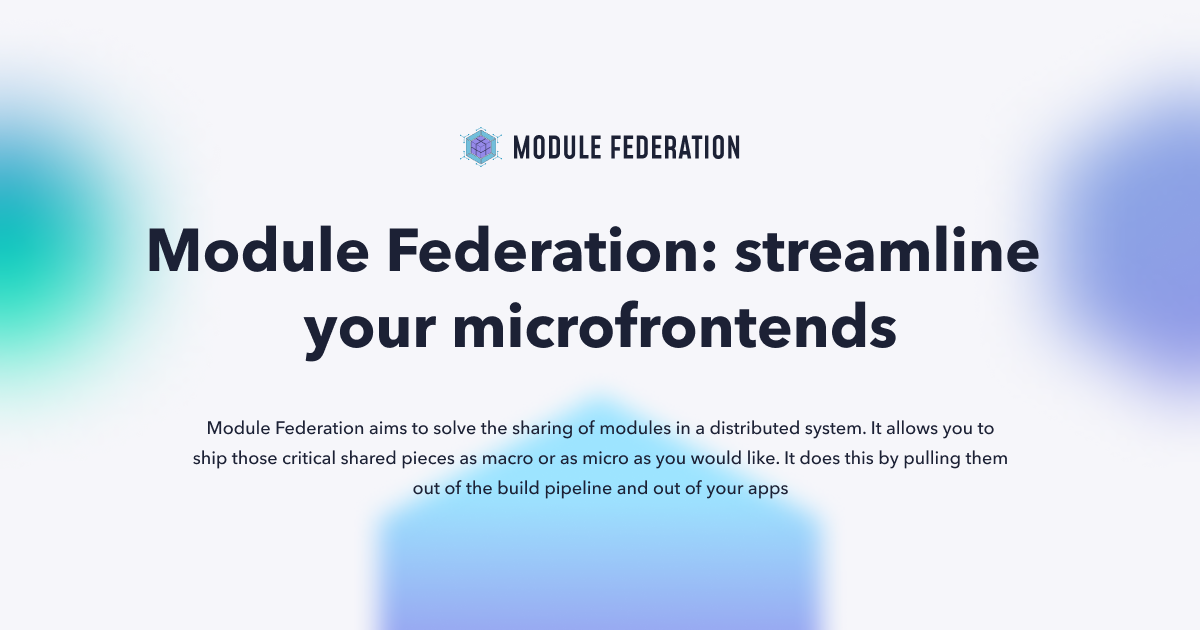 MODULE FEDERATION
Module Federation: streamline
your microfrontends
Module Federation aims to solve the sharing of modules in a distributed system. It allows you to
ship those critical shared pieces as macro or as micro as you would like. It does this by pulling them
out of the build pipeline and out of your apps